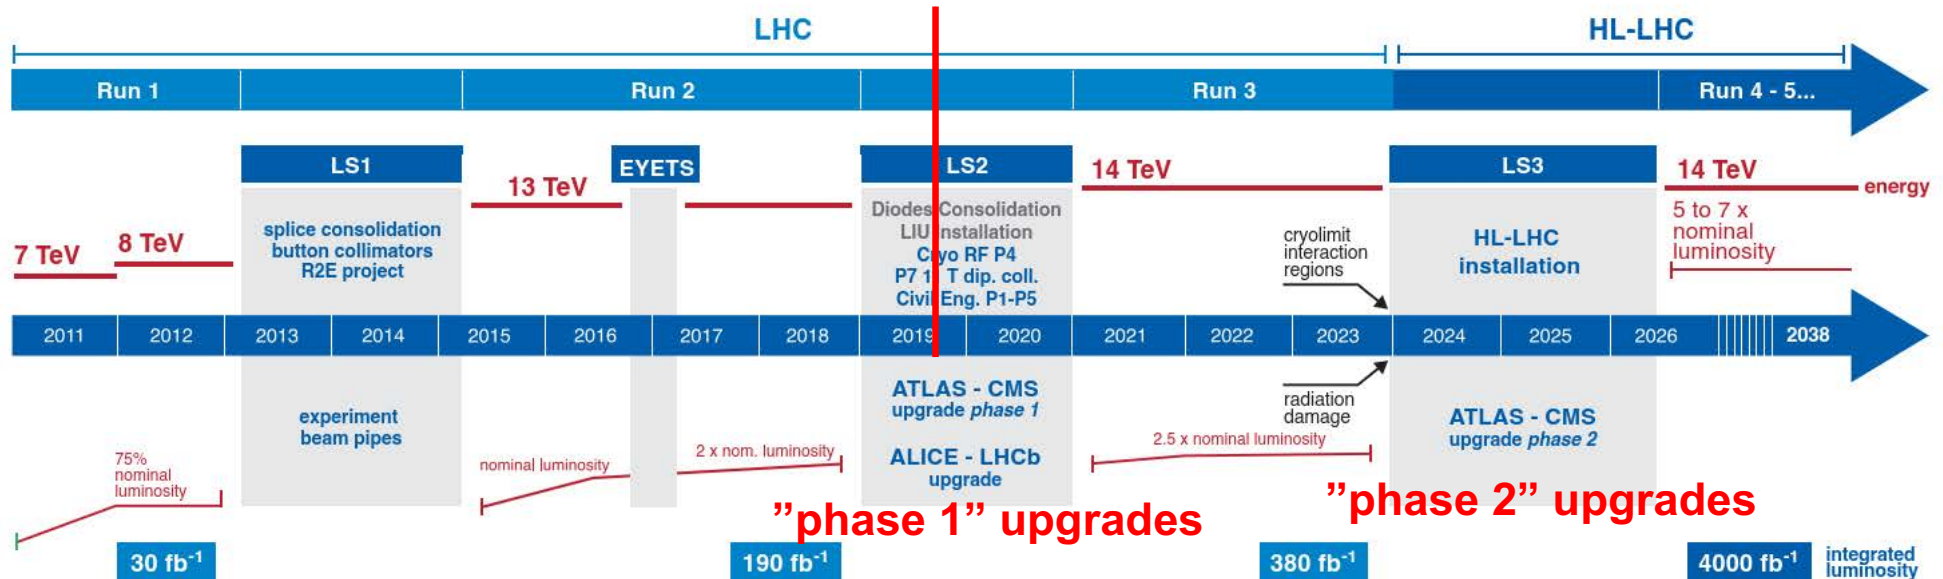 LHC
HL-LHC
Run 1
Run 2
Run 3
Run 4 - 5...
LS1
EYETS
LS2
LS3
13 TeV
14 TeV
14 TeV
energy
7 TeV
8 TeV
splice consolidation
button collimators
R2E project
Diodes Consolidation
LIU Installation
Cryo RF P4
P7 11 T dip. coll.
Civil Eng. P1-P5
cryolimit
interaction
regions
HL-LHC
installation
5 to 7 x
nominal
luminosity
2011
2012
2013
2014
2015
2016
2017
2018
2019
2020
2021
2022
2023
2024
2025
2026
2038
experiment
beam pipes
ATLAS - CMS
upgrade phase 1
ALICE - LHCb
upgrade
radiation
damage
ATLAS - CMS
upgrade phase 2
75%
nominal
luminosity
nominal luminosity
2 x nom. luminosity
2.5 x nominal luminosity
”phase 1” upgrades
”phase 2” upgrades
30 fb⁻¹
190 fb⁻¹
380 fb⁻¹
4000 fb⁻¹
integrated
luminosity